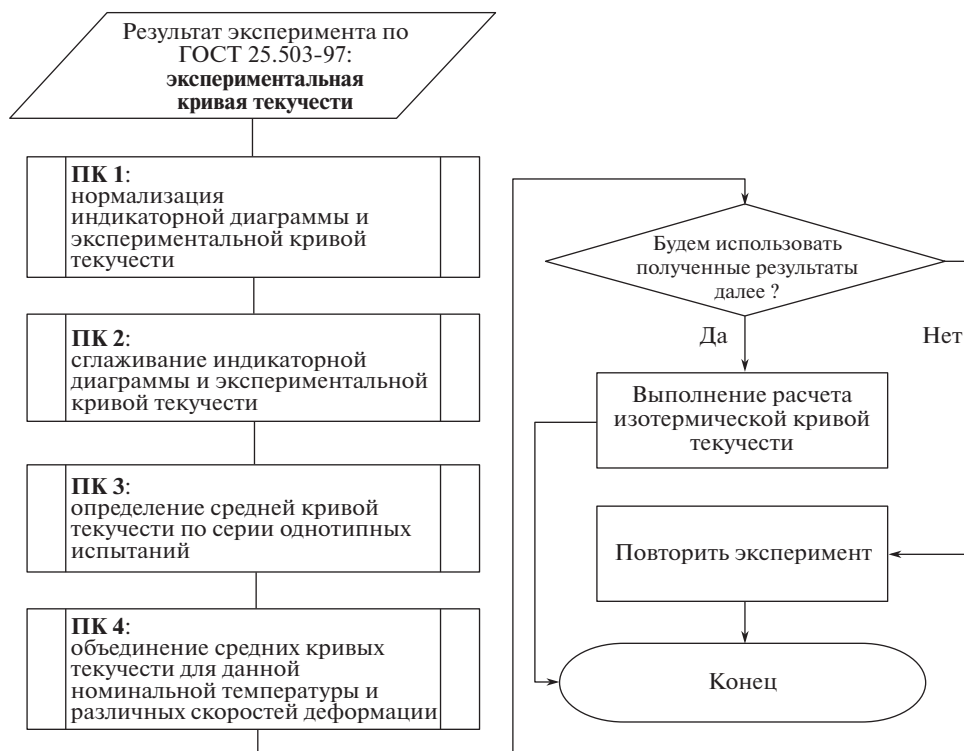 Результат эксперимента по
ГОСТ 25.503-97:
экспериментальная
кривая текучести
ПК 1:
нормализация
индикаторной диаграммы и
экспериментальной кривой
текучести
ПК 2:
сглаживание индикаторной
диаграммы и экспериментальной
кривой текучести
ПК 3:
определение средней кривой
текучести по серии однотипных
испытаний
ПК 4:
объединение средних кривых
текучести для данной
номинальной температуры и
различных скоростей деформации
Будем использовать
полученные результаты
далее ?
Да
Нет
Выполнение расчета
изотермической кривой
текучести
Повторить эксперимент
Конец